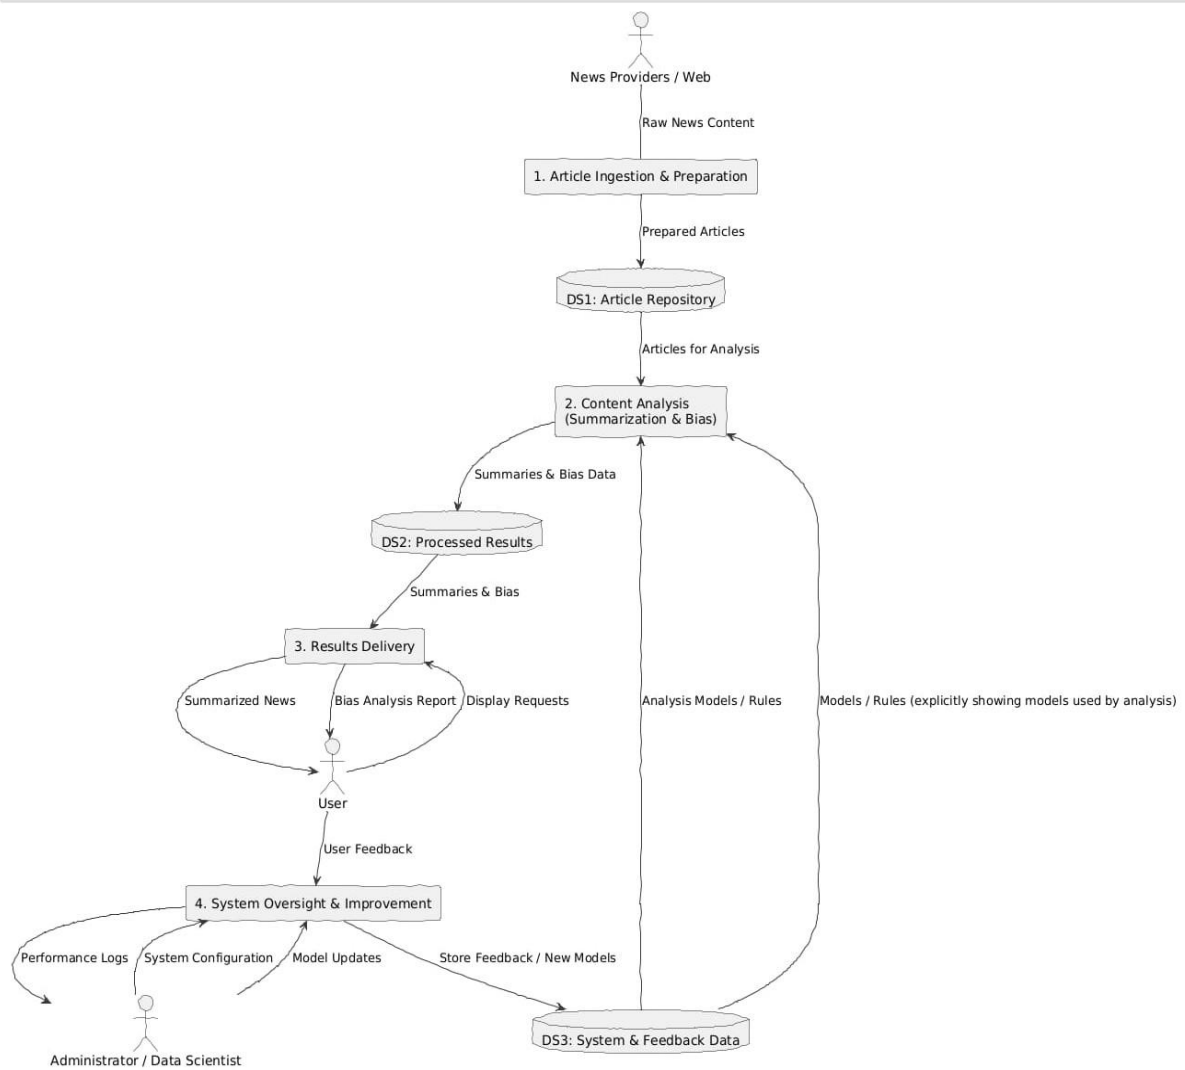 News Providers / Web
Raw News Content
1. Article Ingestion & Preparation
Prepared Articles
DS1: Article Repository
Articles for Analysis
2. Content Analysis
(Summarization & Bias)
Summaries & Bias Data
DS2: Processed Results
Summaries & Bias
3. Results Delivery
Summarized News
Bias Analysis Report
Display Requests
Analysis Models / Rules
Models / Rules (explicitly showing models used by analysis)
User
User Feedback
4. System Oversight & Improvement
Performance Logs
System Configuration
Model Updates
Store Feedback / New Models
DS3: System & Feedback Data
Administrator / Data Scientist